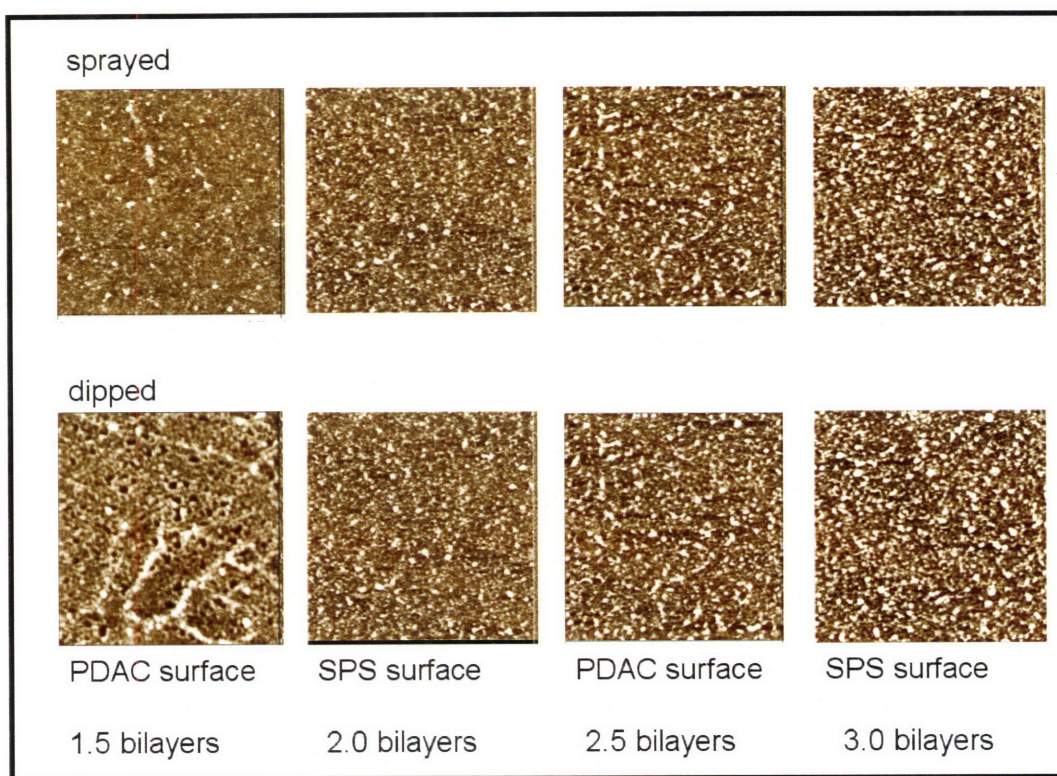 sprayed
dipped
PDAC surface SPS surface PDAC surface SPS surface
1.5 bilayers 2.0 bilayers 2.5 bilayers 3.0 bilayers